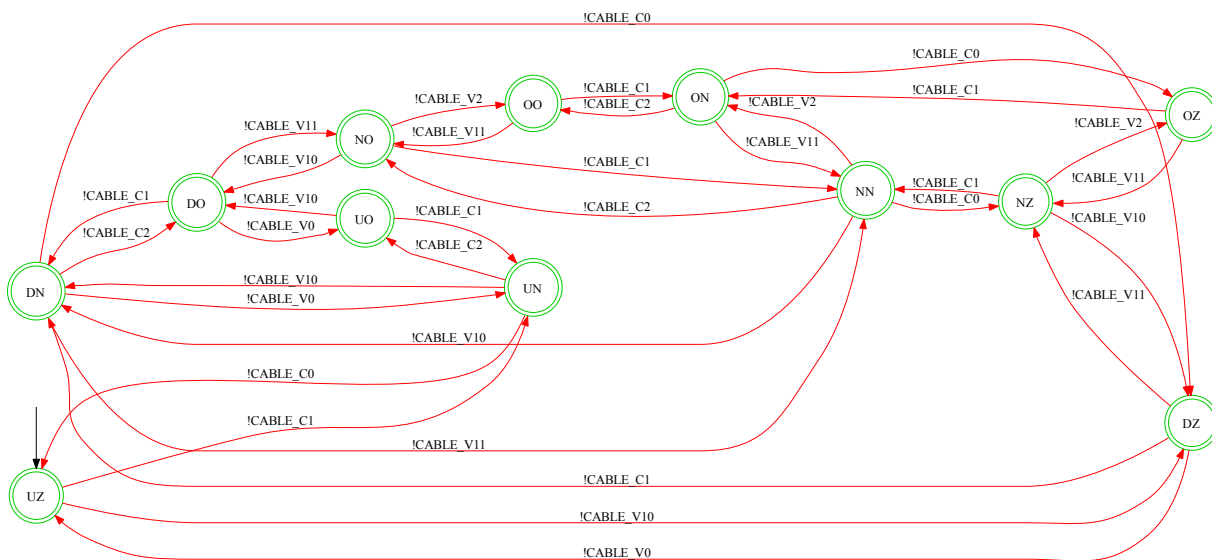 !CABLE_C0
!CABLE_C0
!CABLE_C1
!CABLE_V2
!CABLE_C1
OO
ON
!CABLE_C2
!CABLE_V2
OZ
!CABLE_V2
!CABLE_V11
NO
!CABLE_V11
!CABLE_V11
!CABLE_V10
!CABLE_C1
!CABLE_V11
!CABLE_C1
NN
!CABLE_C1
DO
!CABLE_V10
!CABLE_C0
NZ
UO
!CABLE_C1
!CABLE_C2
!CABLE_V10
!CABLE_V0
!CABLE_C2
!CABLE_C2
!CABLE_V10
DN
UN
!CABLE_V0
!CABLE_V11
!CABLE_V10
!CABLE_C0
!CABLE_C1
DZ
!CABLE_V11
!CABLE_C1
UZ
!CABLE_V10
!CABLE_V0